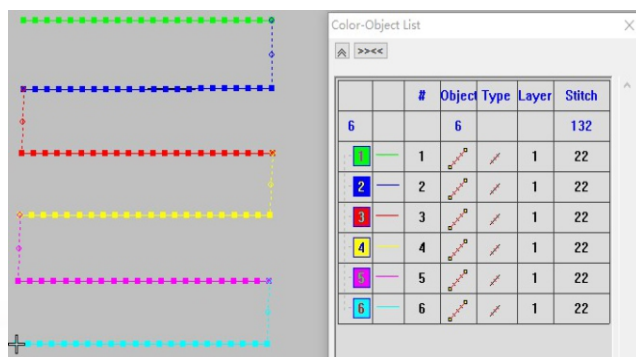 Color-Object List
>><<
# Object Type Layer Stitch
6 6 132
1 1 1 22
2 2 1 22
3 3 1 22
4 4 1 22
5 5 1 22
6 6 1 22